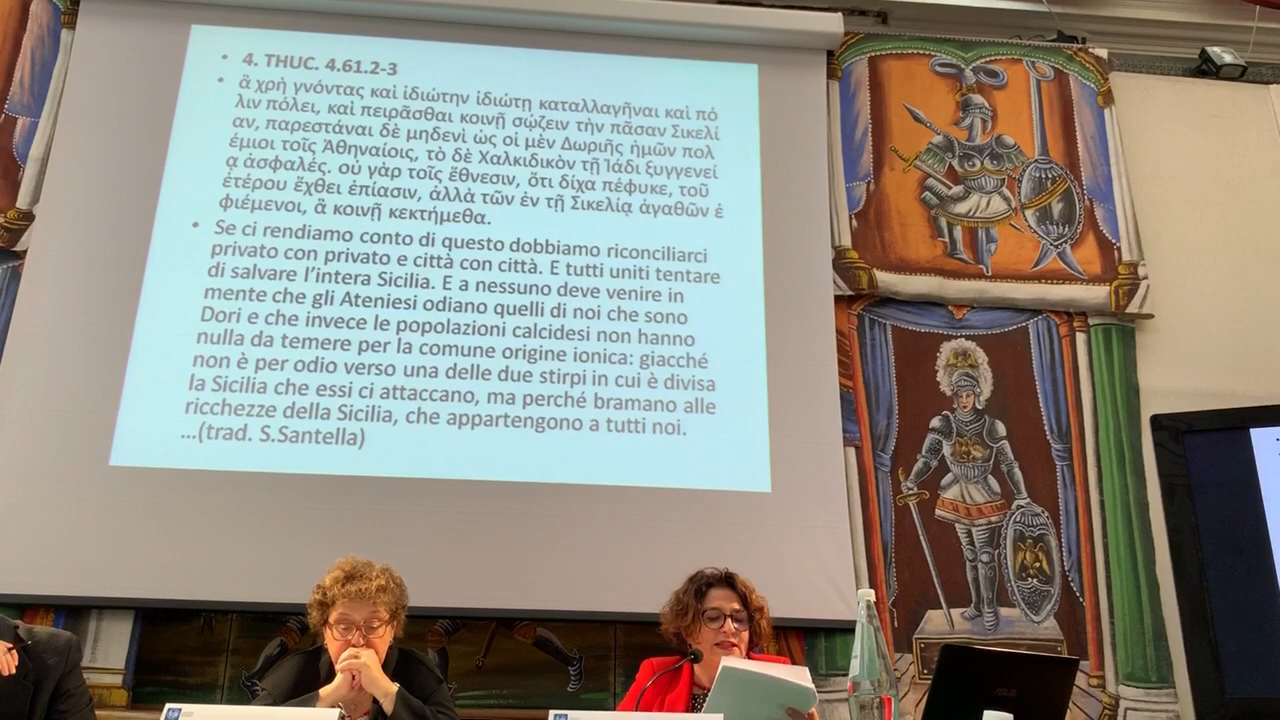 • 4. THUC. 4.61.2-3
• ἃ χρὴ γνόντας καὶ ἰδιώτην ἰδιώτῃ καταλλαγῆναι καὶ πό
λιν πόλει, καὶ πειρᾶσθαι κοινῇ σῴζειν τὴν πᾶσαν Σικελί
αν, παρεστάναι δὲ μηδενὶ ὡς οἱ μὲν Δωριῆς ἡμῶν πολ
έμιοι τοῖς Ἀθηναίοις, τὸ δὲ Χαλκιδικὸν τῇ Ἰάδι ξυγγενεί
ᾳ ἀσφαλές. οὐ γὰρ τοῖς ἔθνεσιν, ὅτι δίχα πέφυκε, τοῦ
ἑτέρου ἔχθει ἐπίασιν, ἀλλὰ τῶν ἐν τῇ Σικελίᾳ ἀγαθῶν ἐ
φιέμενοι, ἃ κοινῇ κεκτήμεθα.
• Se ci rendiamo conto di questo dobbiamo riconciliarci
privato con privato e città con città. E tutti uniti tentare
di salvare l'intera Sicilia. E a nessuno deve venire in
mente che gli Ateniesi odiano quelli di noi che sono
Dori e che invece le popolazioni calcidesi non hanno
nulla da temere per la comune origine ionica: giacché
non è per odio verso una delle due stirpi in cui è divisa
la Sicilia che essi ci attaccano, ma perché bramano alle
ricchezze della Sicilia, che appartengono a tutti noi.
...(trad. S.Santella)
ASUS